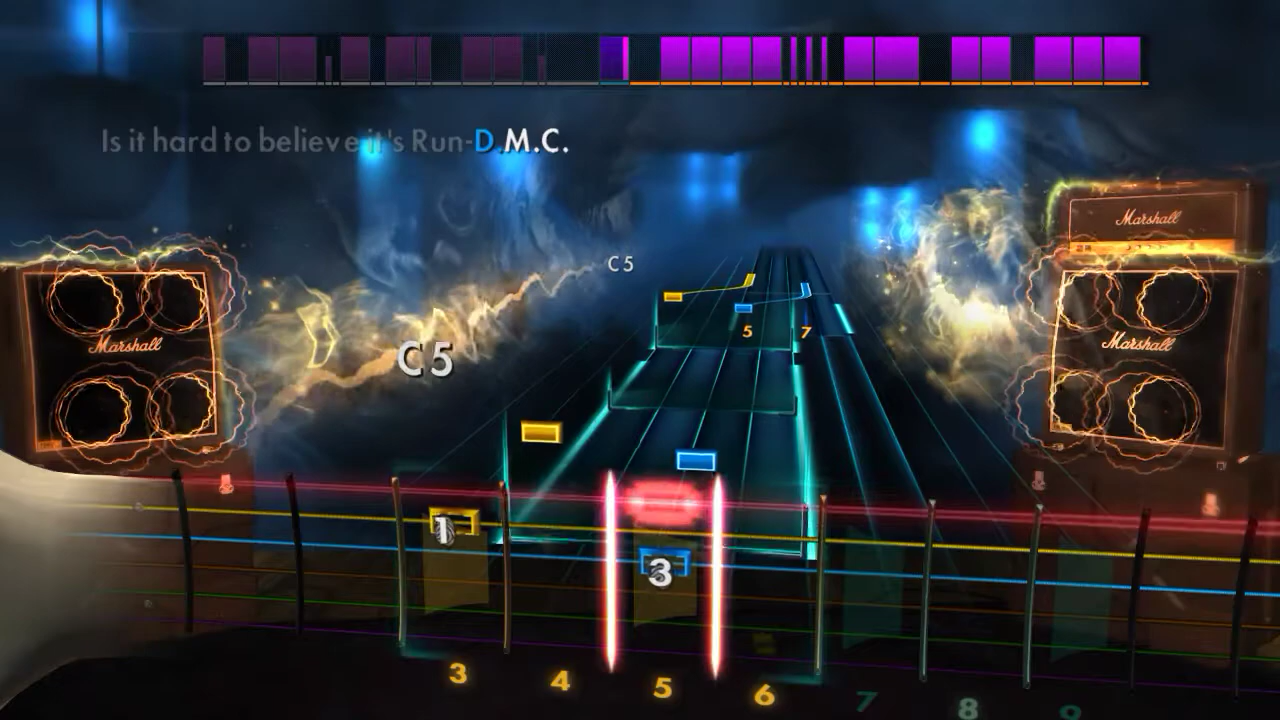 Is it hard to believe it's Run-D.M.C.
Marshall
C5
5 7
Marshall
C5
Marshall
1
3
3 4 5 6 7 8 9